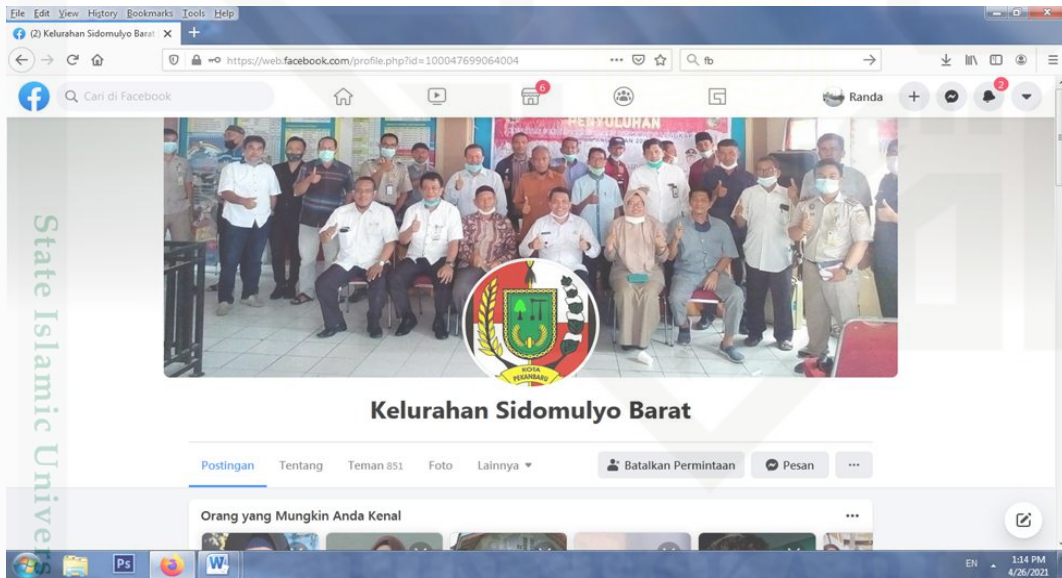 File Edit View History Bookmarks Tools Help
(2) Kelurahan Sidomulyo Barat
https://web.facebook.com/profile.php?id=100047699064004
fb
Cari di Facebook
6
Randa
2
PENYULUHAN
KOTA
PEKANBARU
Kelurahan Sidomulyo Barat
Postingan Tentang Teman 851 Foto Lainnya
Batalkan Permintaan Pesan
Orang yang Mungkin Anda Kenal
State Islamic Univers
Ps
W
EN
1:14 PM
4/26/2021